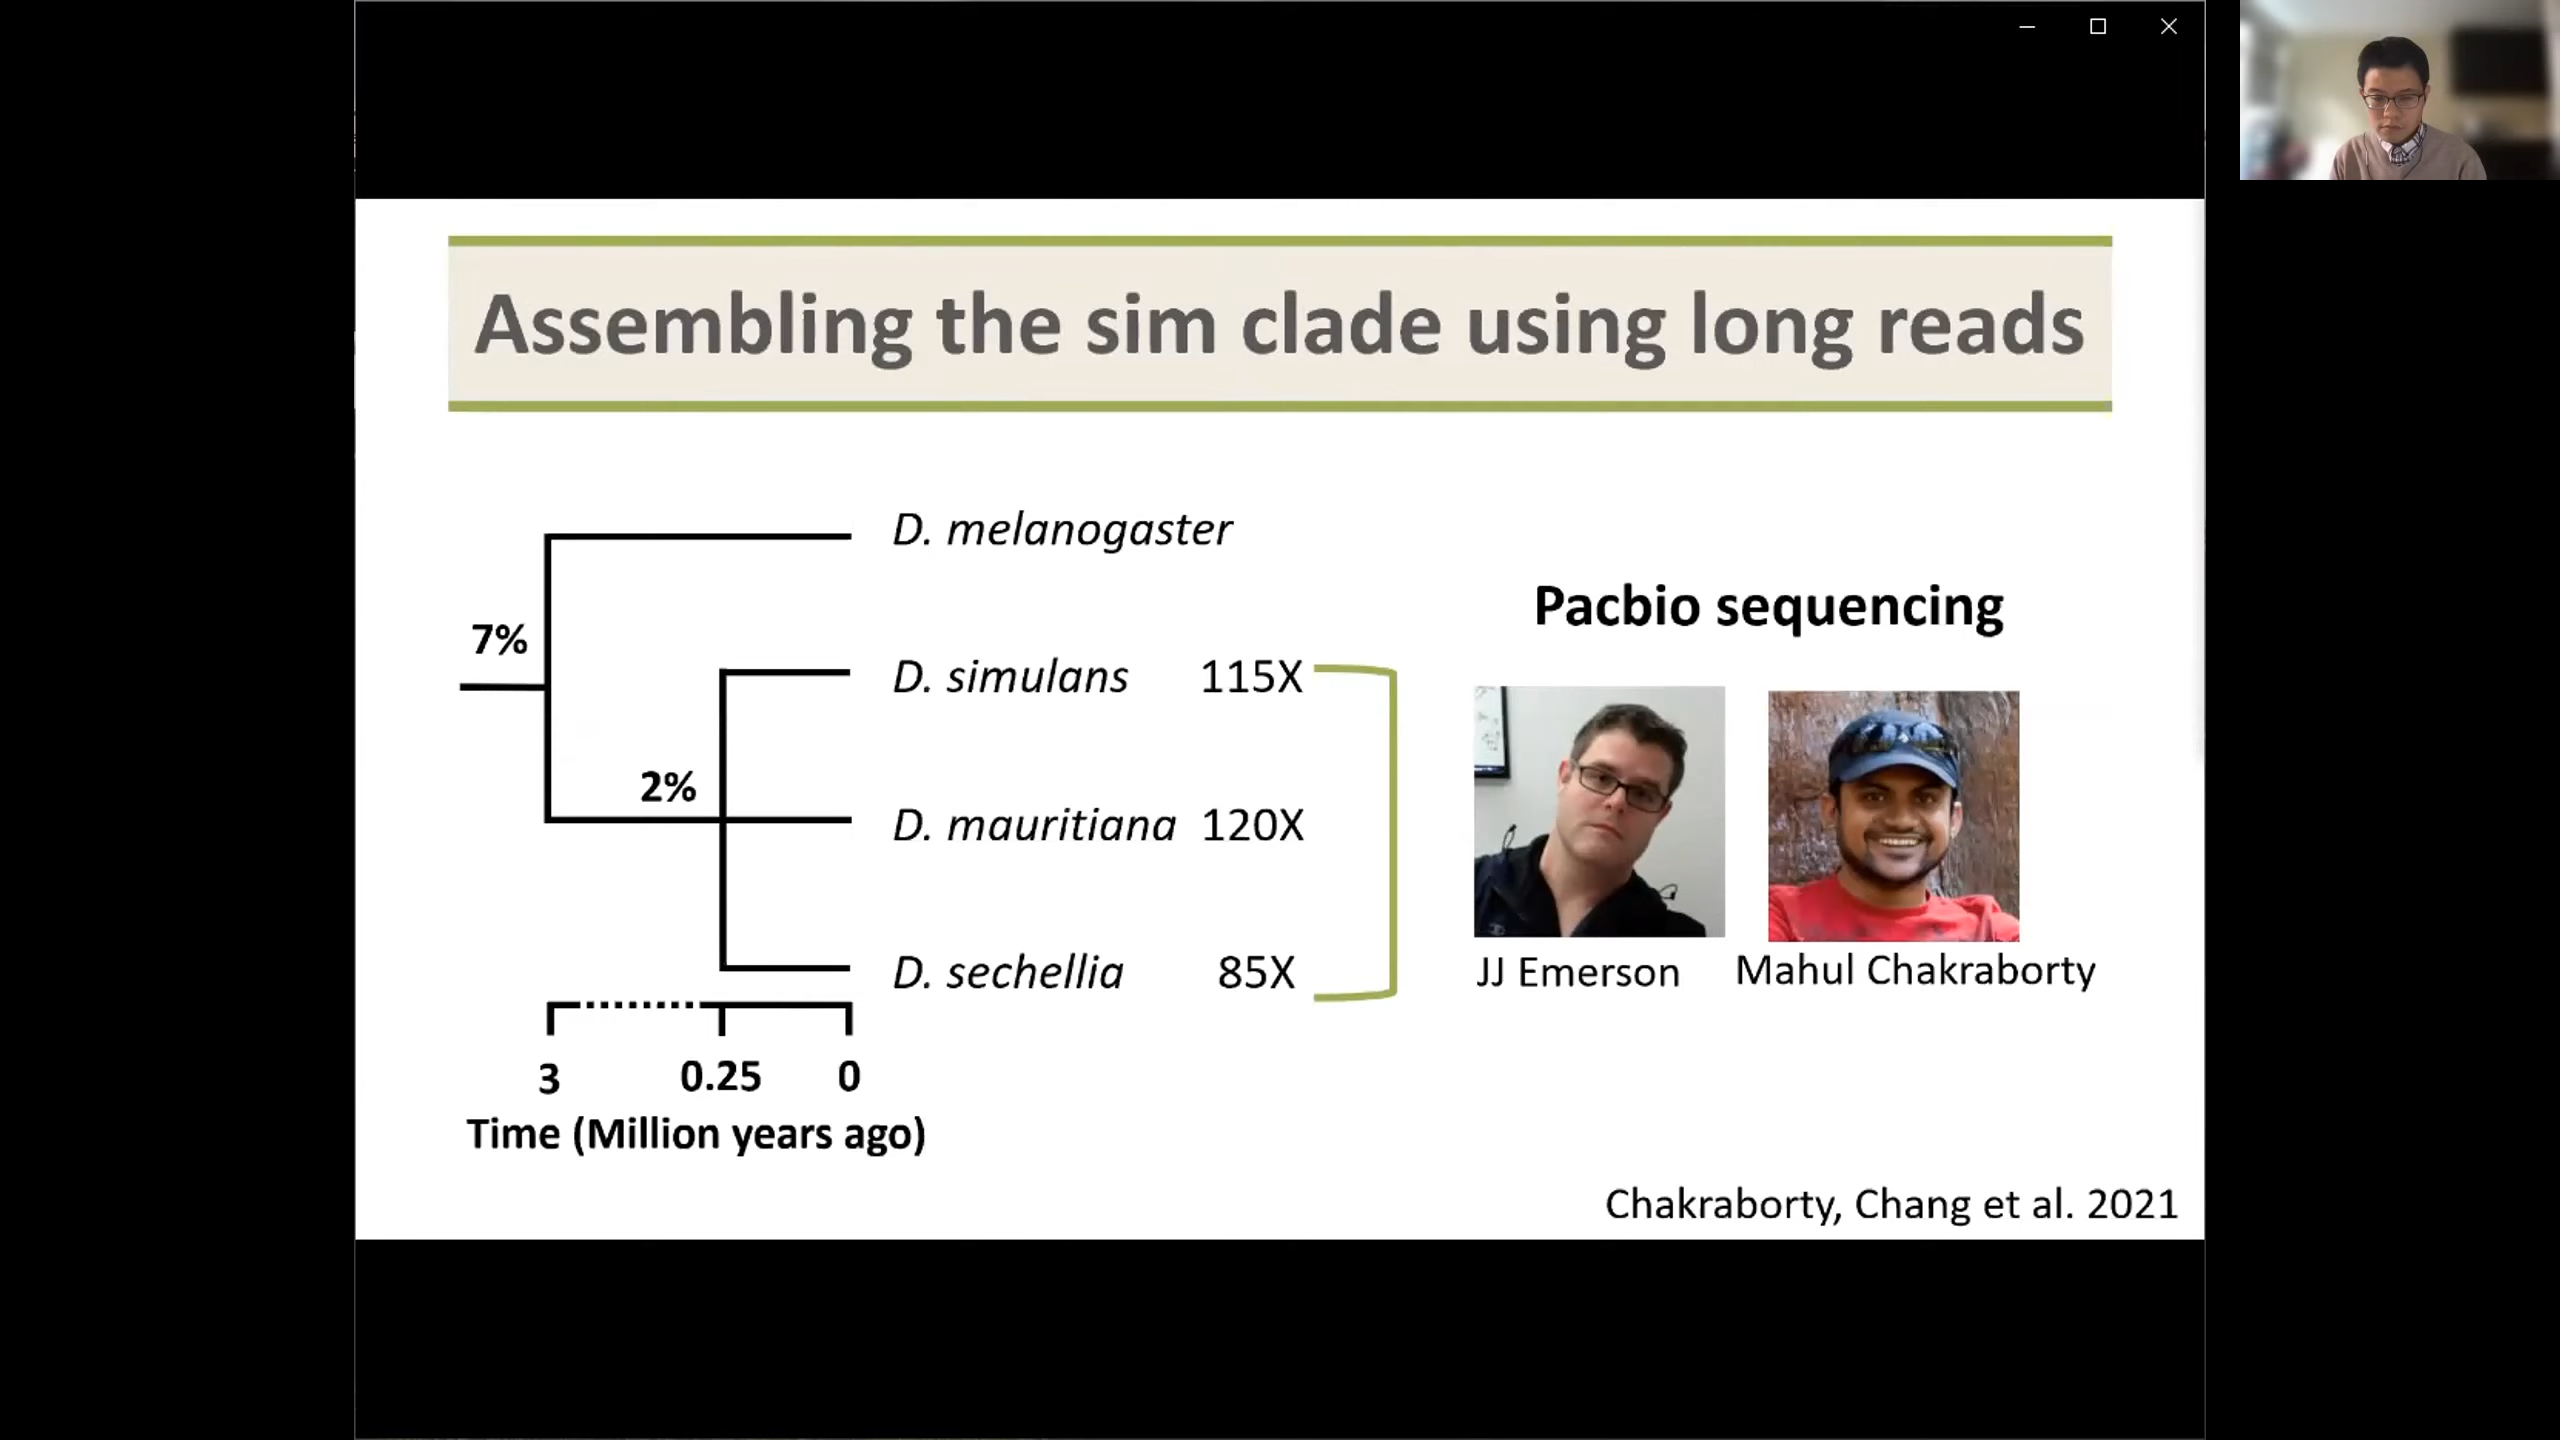 Assembling the sim clade using long reads
D. melanogaster
7%
Pacbio sequencing
D. simulans 115X
2%
D. mauritiana 120X
D. sechellia 85X
JJ Emerson
Mahul Chakraborty
3 0.25 0
Time (Million years ago)
Chakraborty, Chang et al. 2021